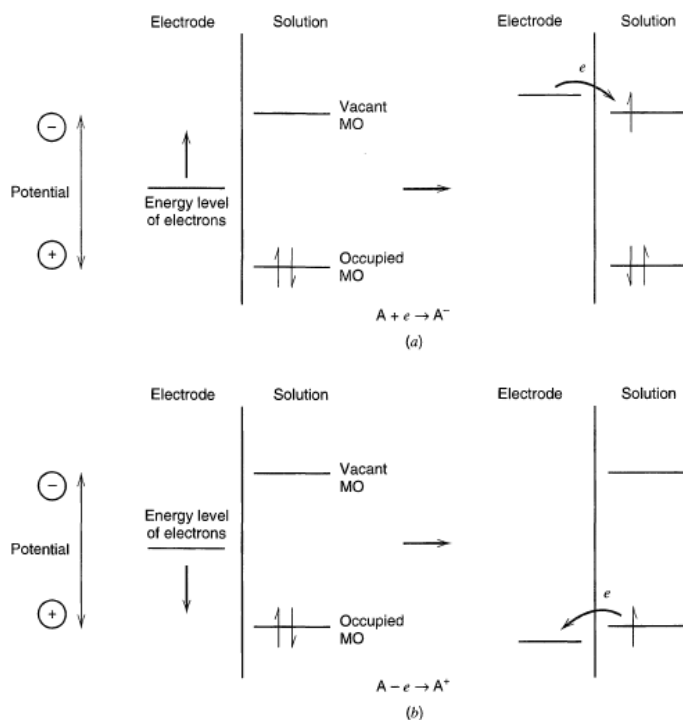 Electrode Solution Electrode Solution
e
− Vacant
MO
Potential
Energy level
of electrons
+ Occupied
MO
A + e → A⁻
(a)
Electrode Solution Electrode Solution
− Vacant
MO
Energy level
of electrons
Potential
e
+ Occupied
MO
A − e → A⁺
(b)